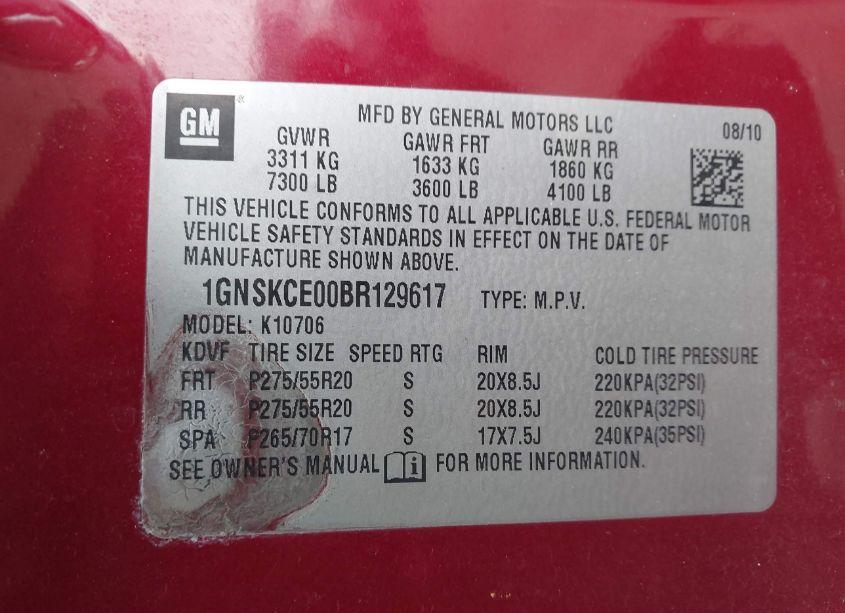 GM ®
MFD BY GENERAL MOTORS LLC 08/10
GVWR GAWR FRT GAWR RR
3311 KG 1633 KG 1860 KG
7300 LB 3600 LB 4100 LB
THIS VEHICLE CONFORMS TO ALL APPLICABLE U.S. FEDERAL MOTOR
VEHICLE SAFETY STANDARDS IN EFFECT ON THE DATE OF
MANUFACTURE SHOWN ABOVE.
1GNSKCE00BR129617 TYPE: M.P.V.
MODEL: K10706
KDVF TIRE SIZE SPEED RTG RIM COLD TIRE PRESSURE
FRT P275/55R20 S 20X8.5J 220KPA(32PSI)
RR P275/55R20 S 20X8.5J 220KPA(32PSI)
SPA P265/70R17 S 17X7.5J 240KPA(35PSI)
SEE OWNER'S MANUAL i FOR MORE INFORMATION.